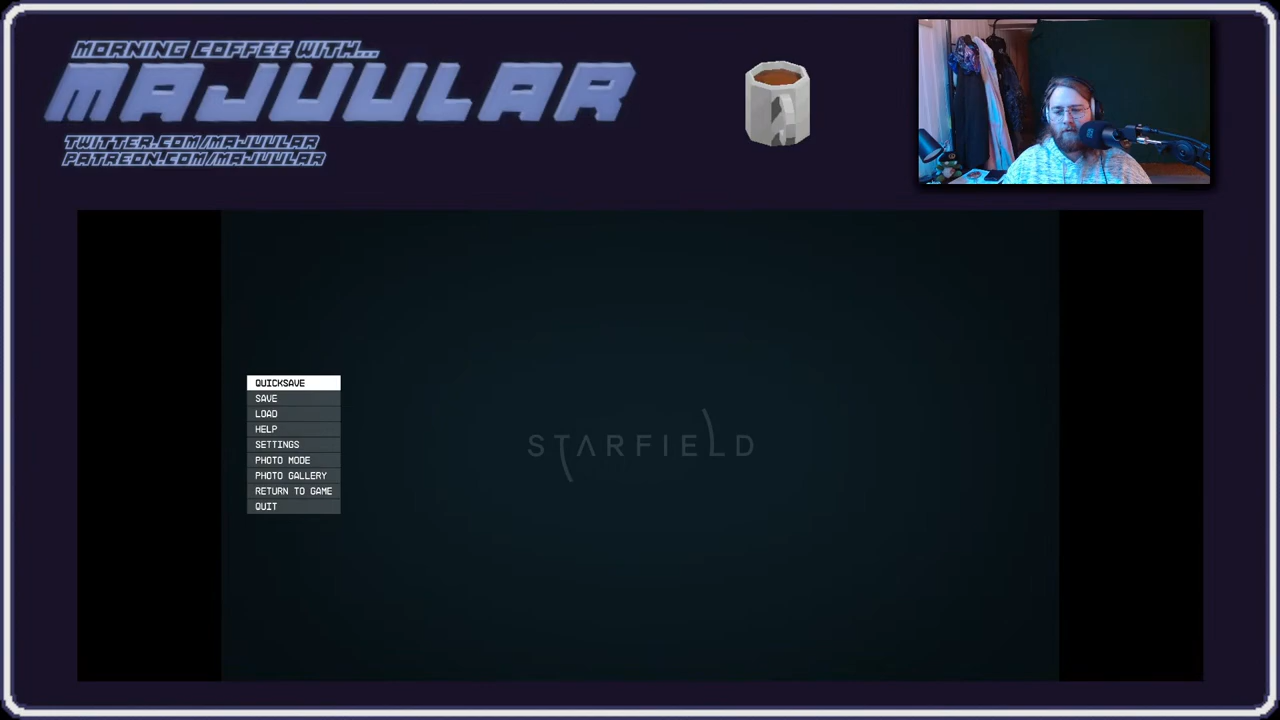 MORNING COFFEE WITH...
MAJUULAR
TWITTER.COM/MAJUULAR
PATREON.COM/MAJUULAR
QUICKSAVE
SAVE
LOAD
HELP
SETTINGS
PHOTO MODE
PHOTO GALLERY
RETURN TO GAME
QUIT
STARFIELD